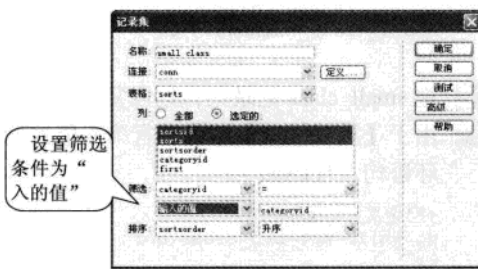 记录集
名称: small class
确定
连接: conn 定义...
取消
表格: sorts
测试
列: 全部 选定的
高级...
帮助
sortsid
sorts
sortsorder
categoryid
first
设置筛选
条件为“
入的值”
筛选: categoryid =
输入的值 categoryid
排序: sortsorder 升序